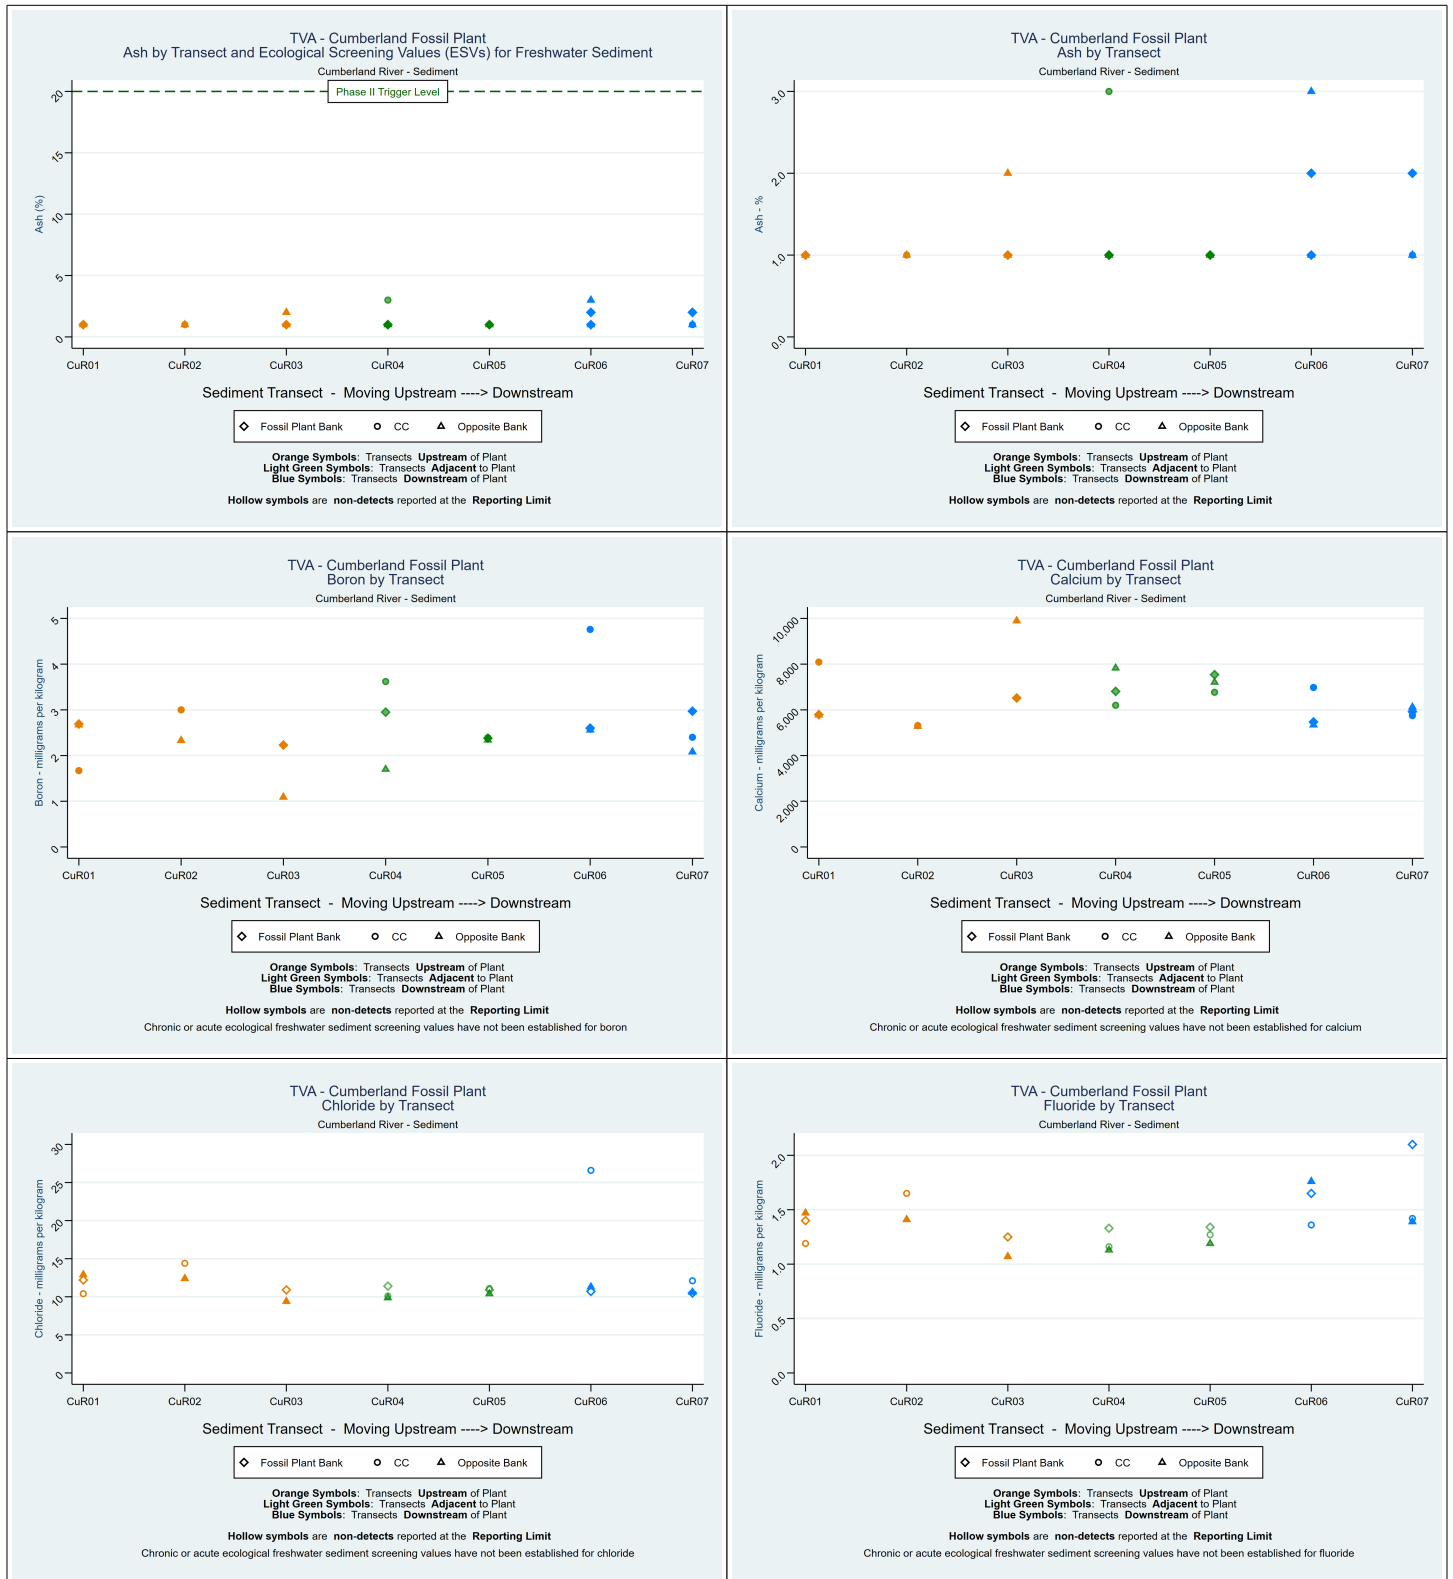 TVA - Cumberland Fossil Plant
Ash by Transect and Ecological Screening Values (ESVs) for Freshwater Sediment
Cumberland River - Sediment
Phase II Trigger Level
20
15
10
5
0
Ash (%)
CuR01 CuR02 CuR03 CuR04 CuR05 CuR06 CuR07
Sediment Transect - Moving Upstream ----> Downstream
Fossil Plant Bank CC Opposite Bank
Orange Symbols: Transects Upstream of Plant
Light Green Symbols: Transects Adjacent to Plant
Blue Symbols: Transects Downstream of Plant
Hollow symbols are non-detects reported at the Reporting Limit
TVA - Cumberland Fossil Plant
Ash by Transect
Cumberland River - Sediment
3.0
2.0
1.0
0.0
Ash - %
CuR01 CuR02 CuR03 CuR04 CuR05 CuR06 CuR07
Sediment Transect - Moving Upstream ----> Downstream
Fossil Plant Bank CC Opposite Bank
Orange Symbols: Transects Upstream of Plant
Light Green Symbols: Transects Adjacent to Plant
Blue Symbols: Transects Downstream of Plant
Hollow symbols are non-detects reported at the Reporting Limit
TVA - Cumberland Fossil Plant
Boron by Transect
Cumberland River - Sediment
5
4
3
2
1
0
Boron - milligrams per kilogram
CuR01 CuR02 CuR03 CuR04 CuR05 CuR06 CuR07
Sediment Transect - Moving Upstream ----> Downstream
Fossil Plant Bank CC Opposite Bank
Orange Symbols: Transects Upstream of Plant
Light Green Symbols: Transects Adjacent to Plant
Blue Symbols: Transects Downstream of Plant
Hollow symbols are non-detects reported at the Reporting Limit
Chronic or acute ecological freshwater sediment screening values have not been established for boron
TVA - Cumberland Fossil Plant
Calcium by Transect
Cumberland River - Sediment
10,000
8,000
6,000
4,000
2,000
0
Calcium - milligrams per kilogram
CuR01 CuR02 CuR03 CuR04 CuR05 CuR06 CuR07
Sediment Transect - Moving Upstream ----> Downstream
Fossil Plant Bank CC Opposite Bank
Orange Symbols: Transects Upstream of Plant
Light Green Symbols: Transects Adjacent to Plant
Blue Symbols: Transects Downstream of Plant
Hollow symbols are non-detects reported at the Reporting Limit
Chronic or acute ecological freshwater sediment screening values have not been established for calcium
TVA - Cumberland Fossil Plant
Chloride by Transect
Cumberland River - Sediment
30
25
20
15
10
5
0
Chloride - milligrams per kilogram
CuR01 CuR02 CuR03 CuR04 CuR05 CuR06 CuR07
Sediment Transect - Moving Upstream ----> Downstream
Fossil Plant Bank CC Opposite Bank
Orange Symbols: Transects Upstream of Plant
Light Green Symbols: Transects Adjacent to Plant
Blue Symbols: Transects Downstream of Plant
Hollow symbols are non-detects reported at the Reporting Limit
Chronic or acute ecological freshwater sediment screening values have not been established for chloride
TVA - Cumberland Fossil Plant
Fluoride by Transect
Cumberland River - Sediment
2.0
1.5
1.0
0.5
0.0
Fluoride - milligrams per kilogram
CuR01 CuR02 CuR03 CuR04 CuR05 CuR06 CuR07
Sediment Transect - Moving Upstream ----> Downstream
Fossil Plant Bank CC Opposite Bank
Orange Symbols: Transects Upstream of Plant
Light Green Symbols: Transects Adjacent to Plant
Blue Symbols: Transects Downstream of Plant
Hollow symbols are non-detects reported at the Reporting Limit
Chronic or acute ecological freshwater sediment screening values have not been established for fluoride